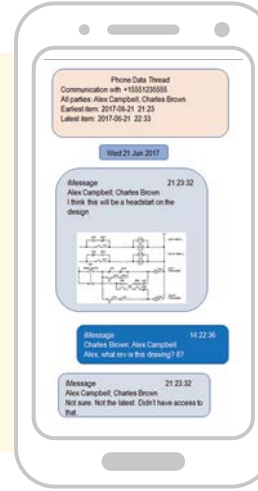 Phone Data Thread
Communication with +15551235555
All parties: Alex Campbell, Charles Brown
Earliest item: 2017-06-21 21:23
Latest item: 2017-06-21 22:33
Wed 21 Jun 2017
iMessage 21:23:32
Alex Campbell; Charles Brown
I think this will be a headstart on the
design
iMessage 14:22:36
Charles Brown; Alex Campbell
Alex, what rev is this drawing? 6?
iMessage 21:23:32
Alex Campbell; Charles Brown
Not sure. Not the latest. Didn't have access to
that.